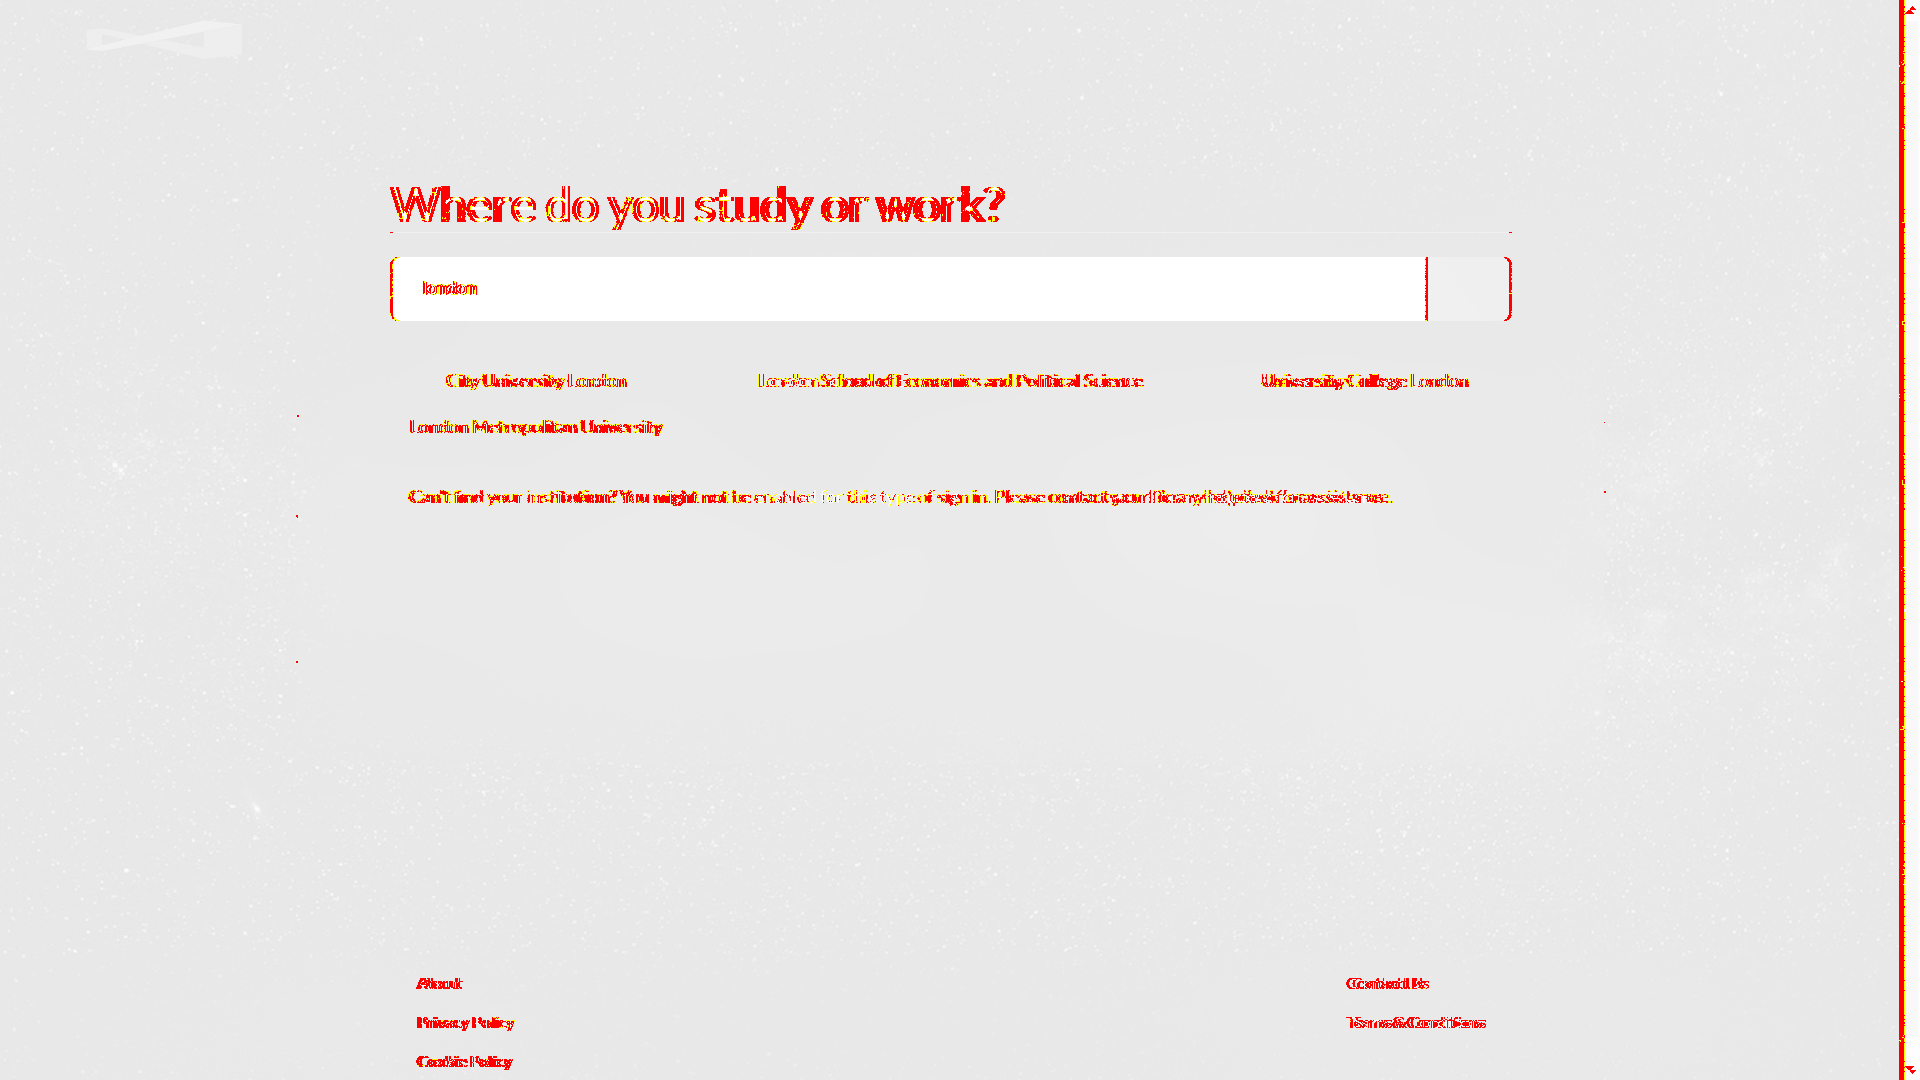 Where do you study or work?
london
City University London
London School of Economics and Political Science
University College London
London Metropolitan University
Can't find your institution? You might not be enabled for this type of sign in. Please contact your library helpdesk for assistance.
About
Contact Us
Privacy Policy
Terms & Conditions
Cookie Policy